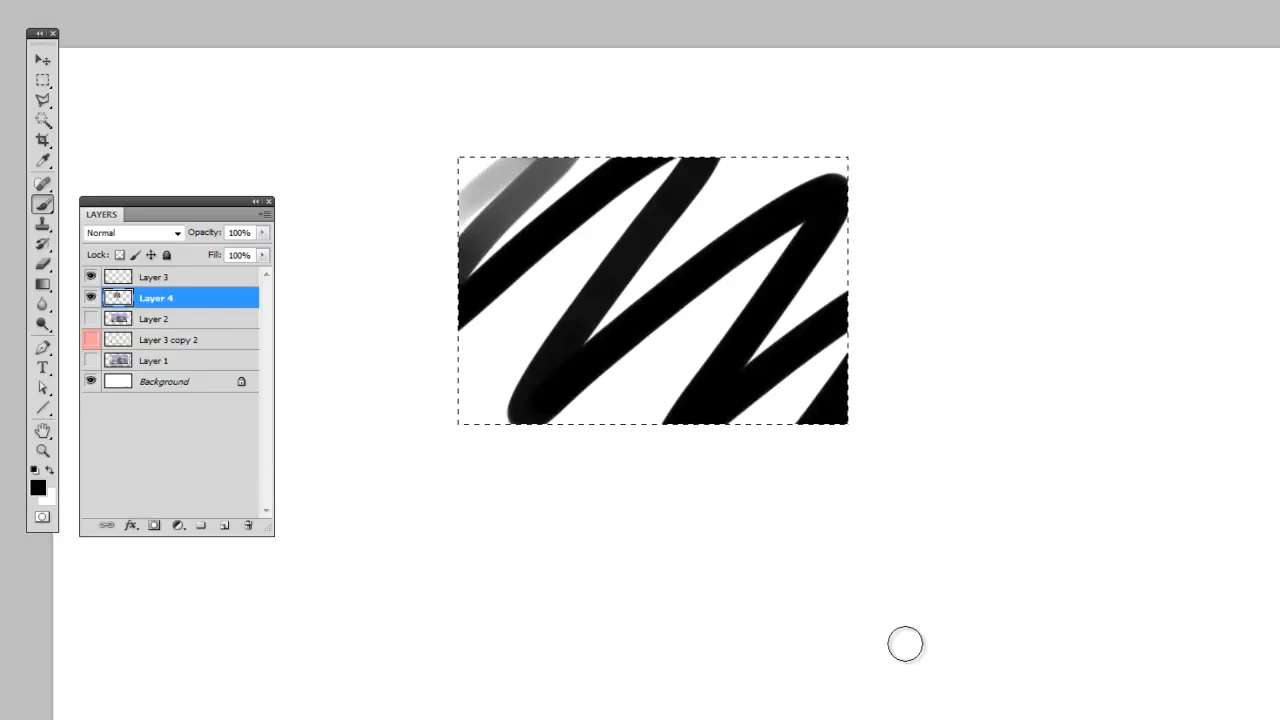 LAYERS
Normal Opacity: 100%
Lock: Fill: 100%
Layer 3
Layer 4
Layer 2
Layer 3 copy 2
Layer 1
Background
fx
T